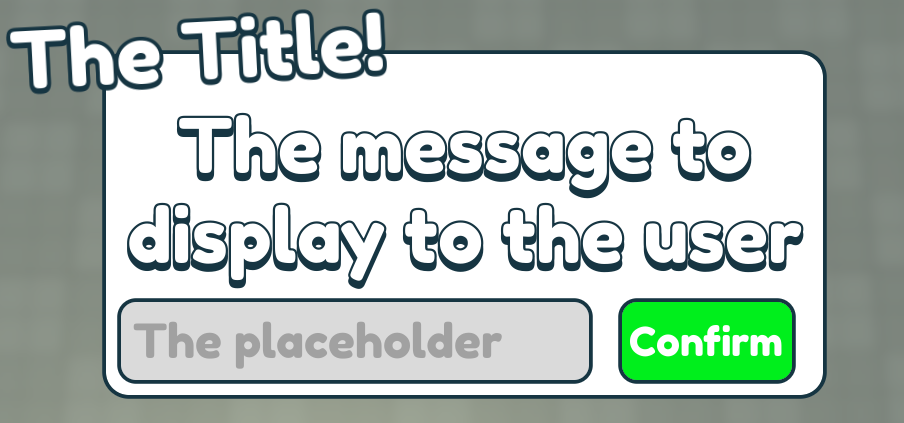 The Title!
The message to
display to the user
The placeholder
Confirm